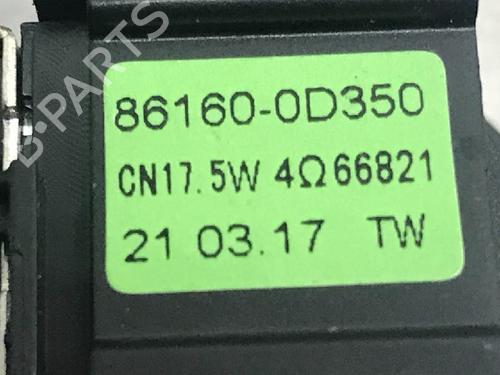 B-PARTS
86160-0D350
CN17.5W 4Ω66821
21 03.17 TW